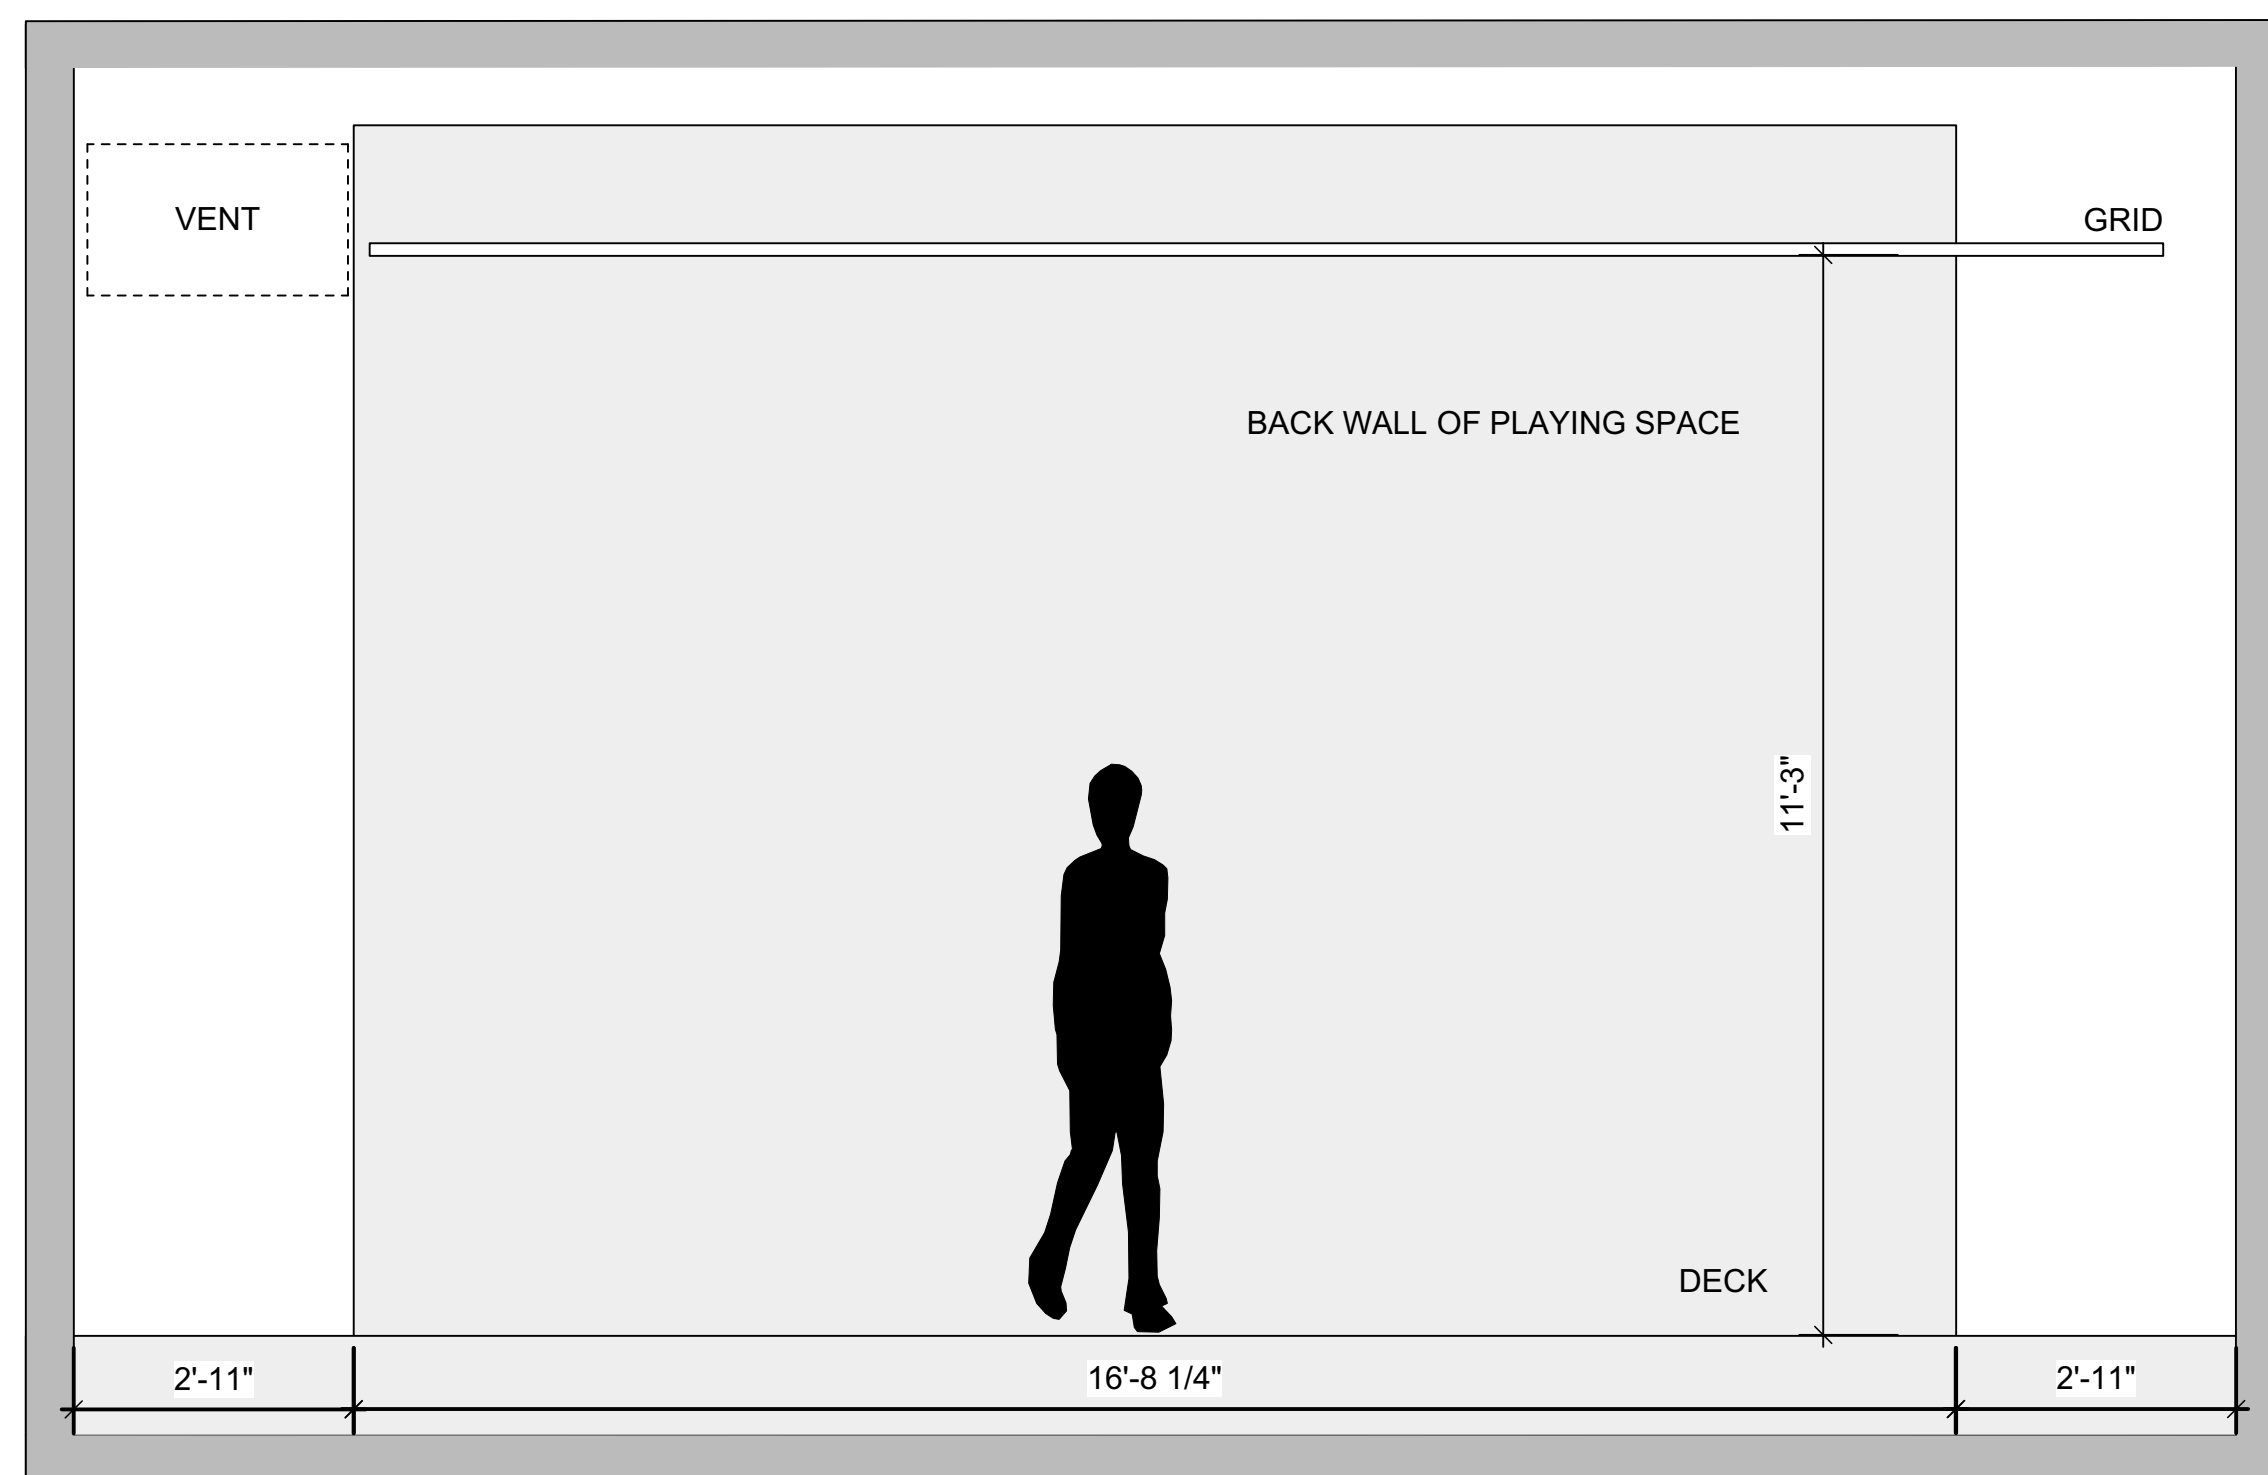 VENT
GRID
BACK WALL OF PLAYING SPACE
11'-3"
DECK
2'-11"
16'-8 1/4"
2'-11"